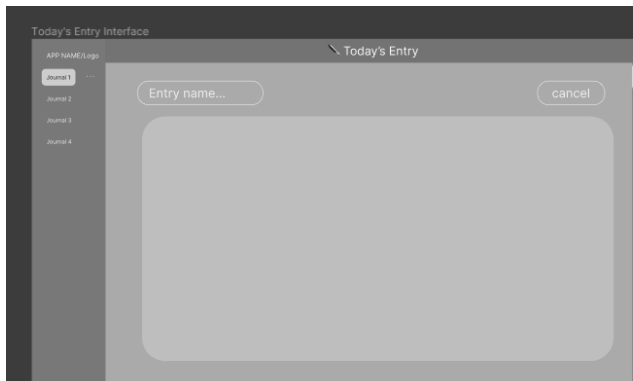 Today's Entry Interface
APP NAME/Logo
Journal 1 ...
Journal 2
Journal 3
Journal 4
Today's Entry
Entry name...
cancel